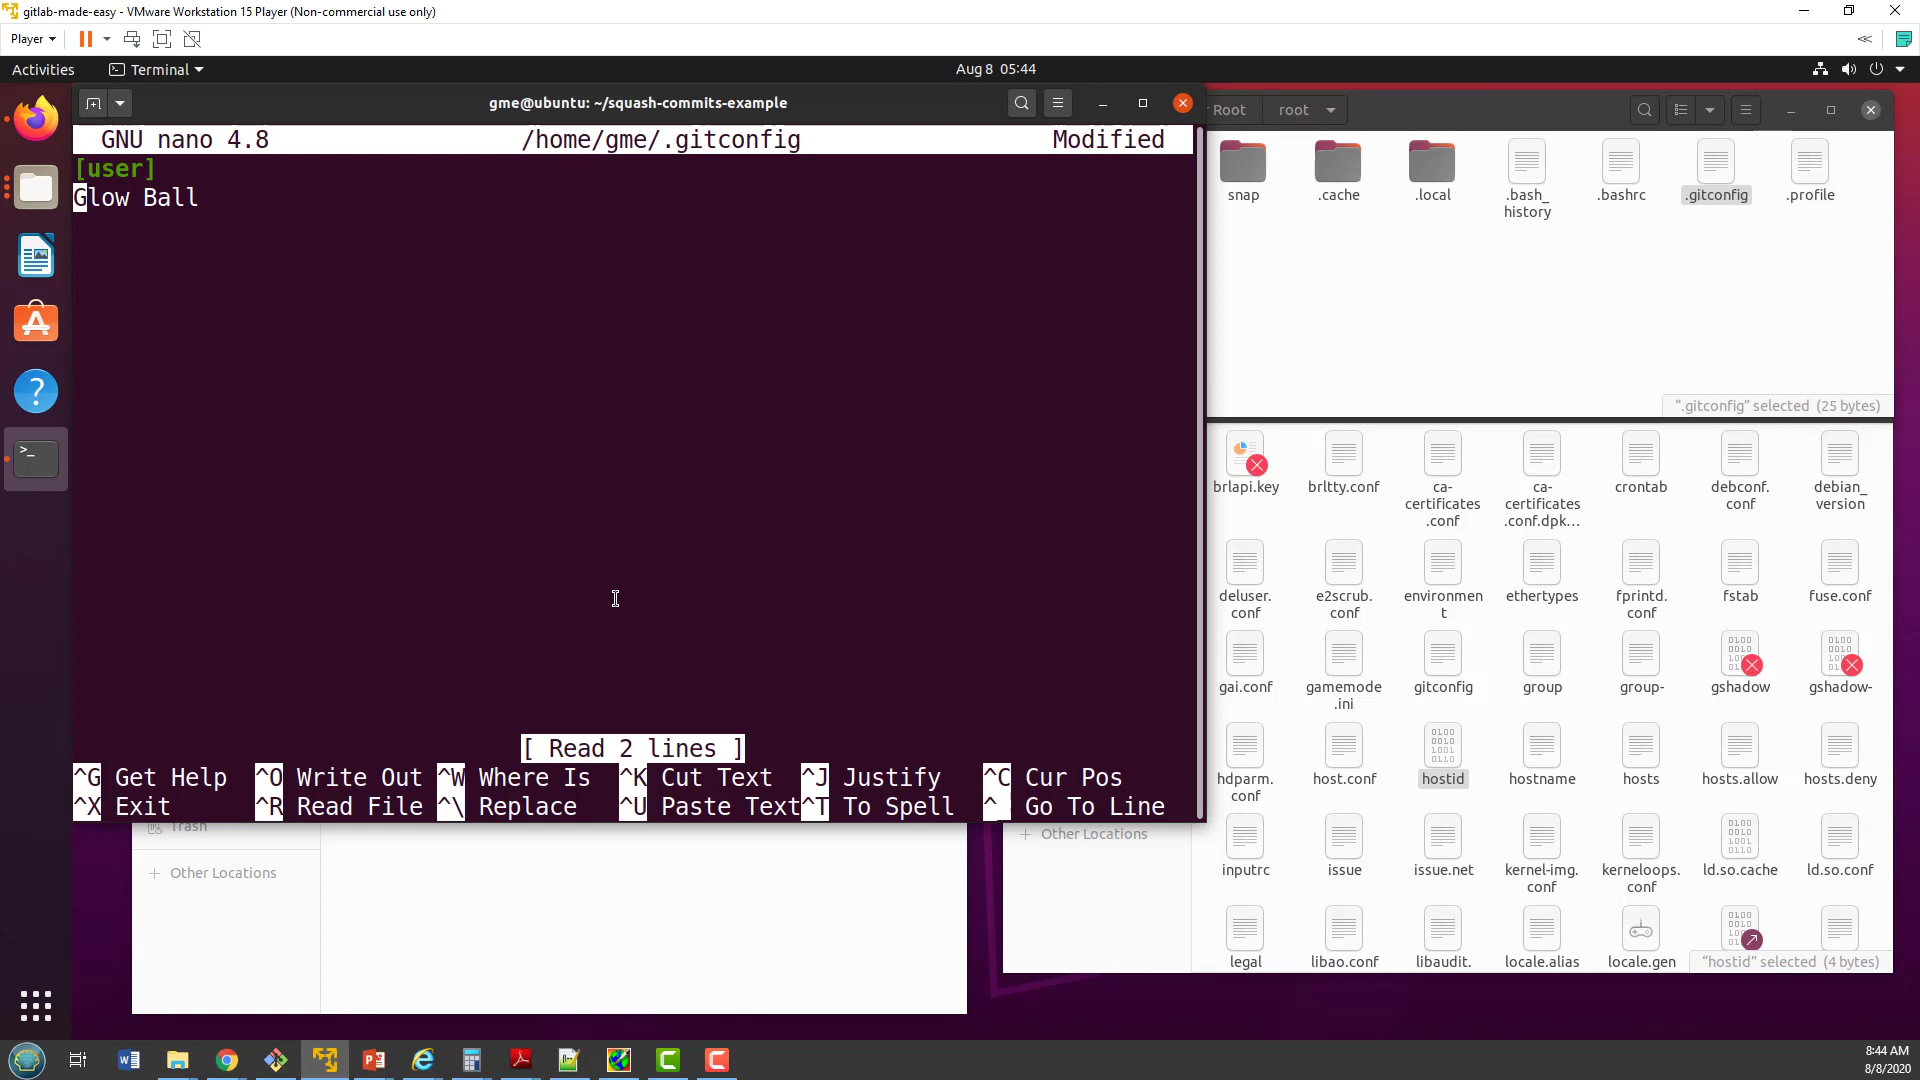 gitlab-made-easy - VMware Workstation 15 Player (Non-commercial use only)
Player
Activities
Terminal
Aug 8 05:44
gme@ubuntu: ~/squash-commits-example
GNU nano 4.8 /home/gme/.gitconfig Modified
[user]
Glow Ball
[ Read 2 lines ]
^G Get Help ^O Write Out ^W Where Is ^K Cut Text ^J Justify ^C Cur Pos
^X Exit ^R Read File ^\ Replace ^U Paste Text ^T To Spell ^ Go To Line
Root root
snap .cache .local .bash_ .bashrc .gitconfig .profile
history
“.gitconfig” selected (25 bytes)
brlapi.key brltty.conf ca- ca- crontab debconf. debian_
certificates certificates conf version
.conf .conf.dpk...
deluser. e2scrub. environmen ethertypes fprintd. fstab fuse.conf
conf conf t conf
gai.conf gamemode gitconfig group group- gshadow gshadow-
.ini
hdparm. host.conf hostid hostname hosts hosts.allow hosts.deny
conf
inputrc issue issue.net kernel-img. kerneloops. ld.so.cache ld.so.conf
conf conf
legal libao.conf libaudit. locale.alias locale.gen
“hostid” selected (4 bytes)
Trash
Other Locations
Other Locations
8:44 AM
8/8/2020